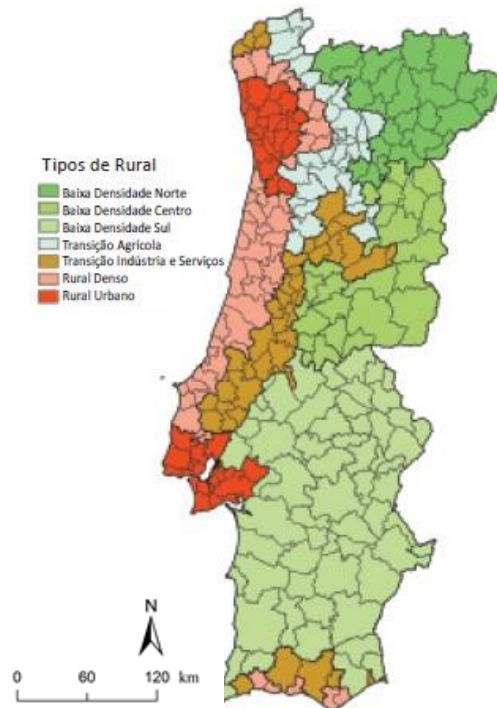 Tipos de Rural
Baixa Densidade Norte
Baixa Densidade Centro
Baixa Densidade Sul
Transição Agrícola
Transição Indústria e Serviços
Rural Denso
Rural Urbano
N
0 60 120 km